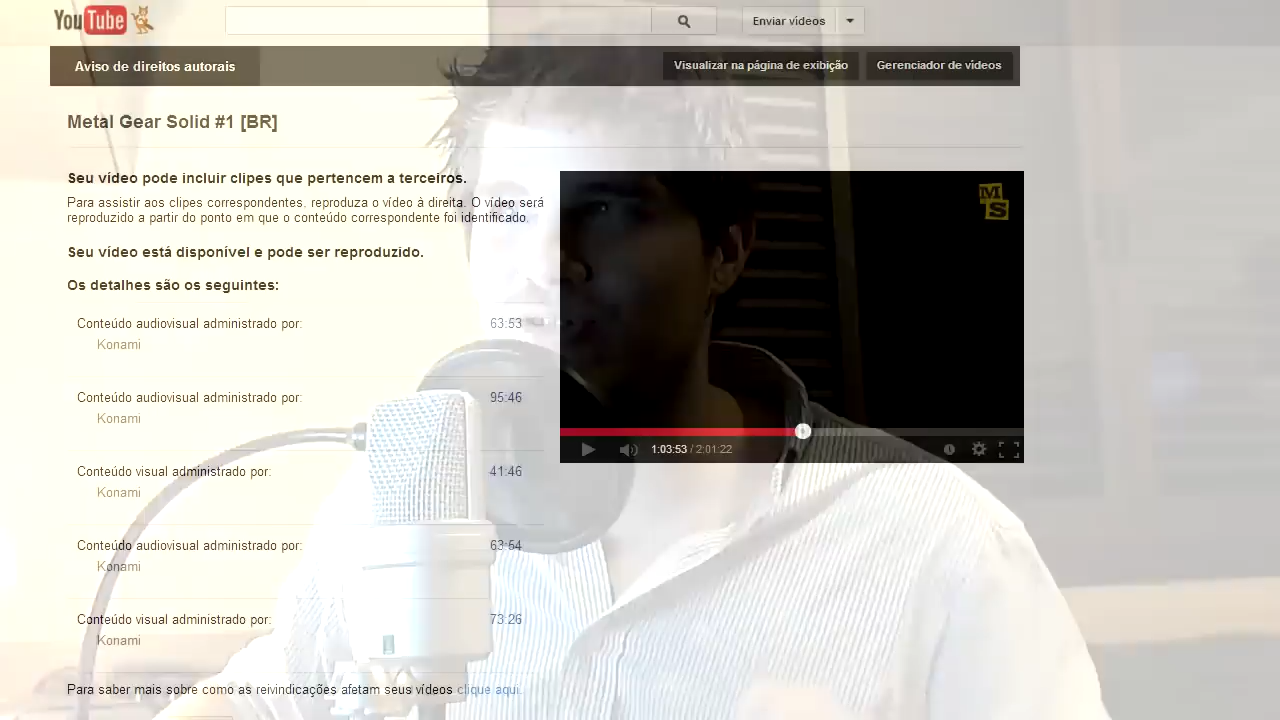 YouTube
Enviar vídeos
Aviso de direitos autorais
Visualizar na página de exibição
Gerenciador de vídeos
Metal Gear Solid #1 [BR]
Seu vídeo pode incluir clipes que pertencem a terceiros.
Para assistir aos clipes correspondentes, reproduza o vídeo à direita. O vídeo será
reproduzido a partir do ponto em que o conteúdo correspondente foi identificado.
Seu vídeo está disponível e pode ser reproduzido.
Os detalhes são os seguintes:
Conteúdo audiovisual administrado por: 63:53
Konami
Conteúdo audiovisual administrado por: 95:46
Konami
Conteúdo visual administrado por: 41:46
Konami
Conteúdo audiovisual administrado por: 63:54
Konami
Conteúdo visual administrado por: 73:26
Konami
Para saber mais sobre como as reivindicações afetam seus vídeos clique aqui.
MS
1:03:53 / 2:01:22